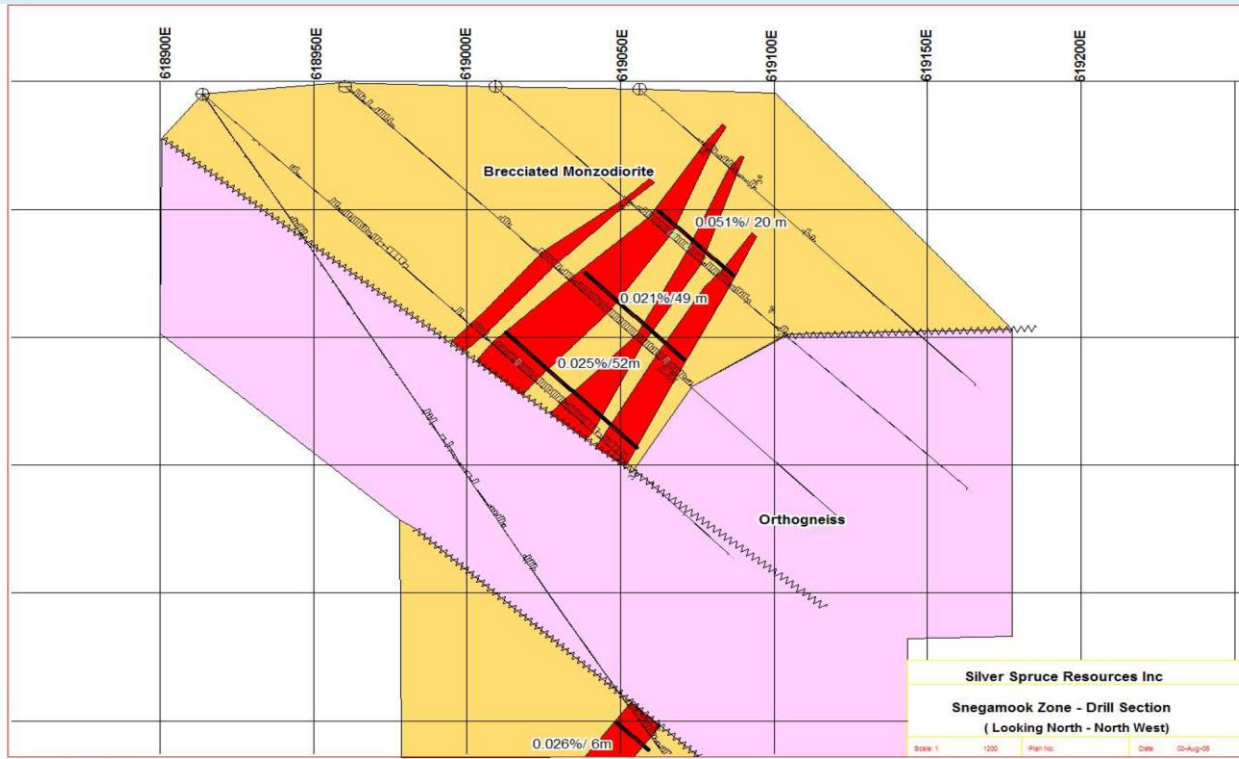 618900E
618950E
619000E
619050E
619100E
619150E
619200E
Brecciated Monzodiorite
0.051%/ 20 m
0.021%/49 m
0.025%/52m
Orthogneiss
0.026%/ 6m
Silver Spruce Resources Inc
Snegamook Zone - Drill Section
( Looking North - North West)
Scale 1: 1200 Plan No. Date: